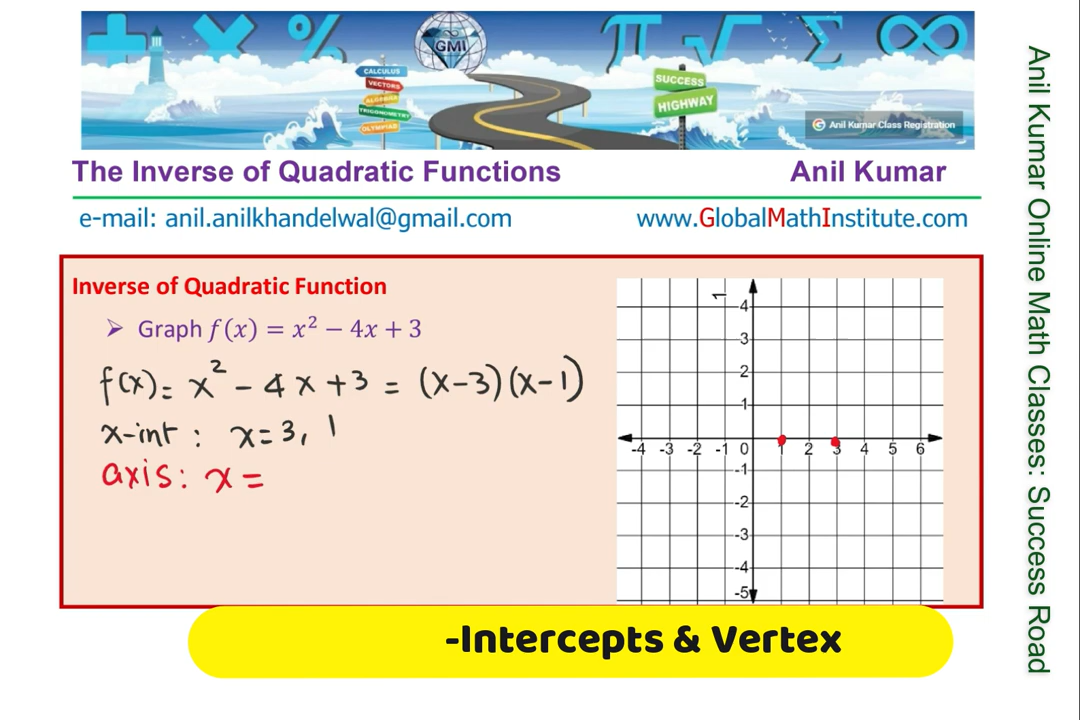 π √ Σ ∞
GMI
CALCULUS
VECTORS
ALGEBRA
TRIGONOMETRY
OLYMPIAD
SUCCESS
HIGHWAY
Anil Kumar Class Registration
The Inverse of Quadratic Functions Anil Kumar
e-mail: anil.anilkhandelwal@gmail.com www.GlobalMathInstitute.com
Inverse of Quadratic Function
➢ Graph f(x) = x² − 4x + 3
f(x) = x² - 4x + 3 = (x-3)(x-1)
x-int : x = 3, 1
axis: x =
4
3
2
1
-4 -3 -2 -1 0 1 2 3 4 5 6
-1
-2
-3
-4
-5
-Intercepts & Vertex
Anil Kumar Online Math Classes: Success Road